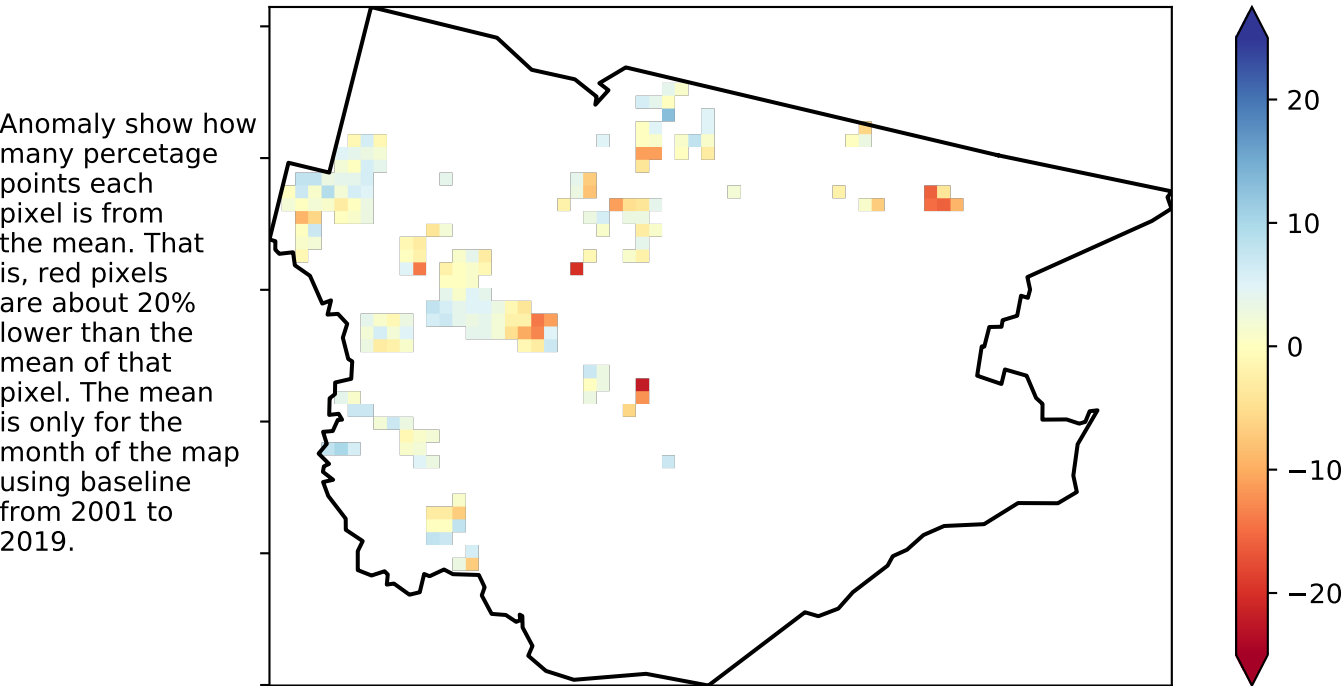 Anomaly show how
many percetage
points each
pixel is from
the mean. That
is, red pixels
are about 20%
lower than the
mean of that
pixel. The mean
is only for the
month of the map
using baseline
from 2001 to
2019.
20
10
0
−10
−20